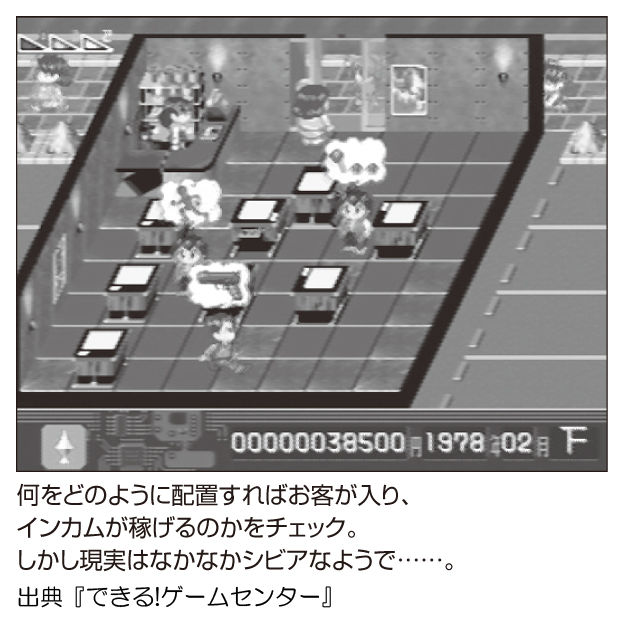 00000038500円1978年02月下
何をどのように配置すればお客が入り、
インカムが稼げるのかをチェック。
しかし現実はなかなかシビアなようで……。
出典『できる!ゲームセンター』